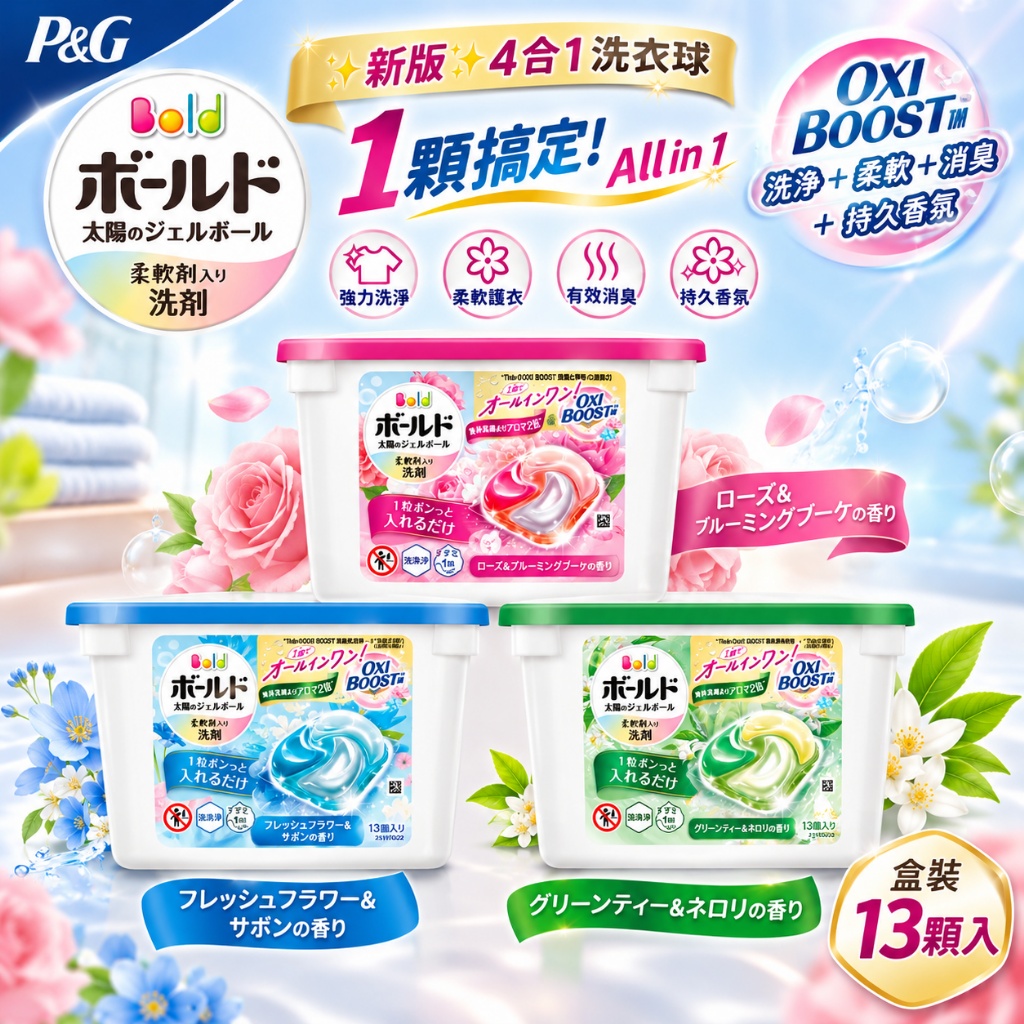 P&G
Bold
ボールド
太陽のジェルボール
柔軟剤入り
洗剤
新版 4合1洗衣球
1顆搞定! All in 1
OXI
BOOST™
洗浄+柔軟+消臭
+持久香氛
強力洗淨
柔軟護衣
有效消臭
持久香氛
Bold
ボールド
太陽のジェルボール
柔軟剤入り
洗剤
1粒で
オールインワン!
OXI
BOOST
1粒ポンっと
入れるだけ
ローズ&ブルーミングブーケの香り
ローズ&
ブルーミングブーケの香り
Bold
ボールド
太陽のジェルボール
柔軟剤入り
洗剤
オールインワン!
OXI
BOOST
1粒ポンっと
入れるだけ
フレッシュフラワー&
サボンの香り
13個入り
Bold
ボールド
太陽のジェルボール
柔軟剤入り
洗剤
オールインワン!
OXI
BOOST
1粒ポンっと
入れるだけ
グリーンティー&ネロリの香り
13個入り
フレッシュフラワー&
サボンの香り
グリーンティー&ネロリの香り
盒裝
13顆入